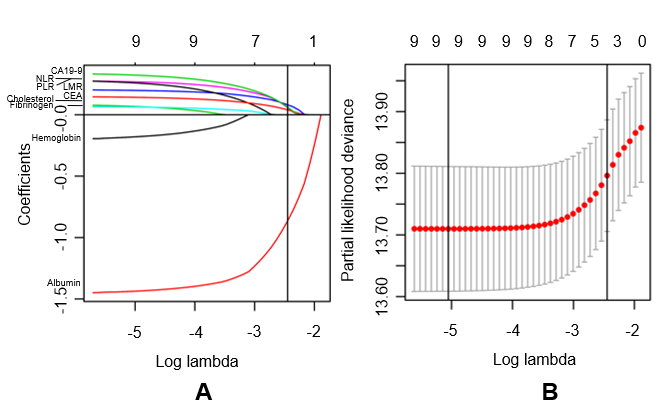 9 9 7 1
CA19-9
NLR
PLR LMR
CEA
Cholesterol
Fibrinogen
Hemoglobin
Albumin
Coefficients
0.0
-0.5
-1.0
-1.5
-5 -4 -3 -2
Log lambda
A
9 9 9 9 9 9 8 7 5 3 0
Partial likelihood deviance
13.90
13.80
13.70
13.60
-5 -4 -3 -2
Log lambda
B